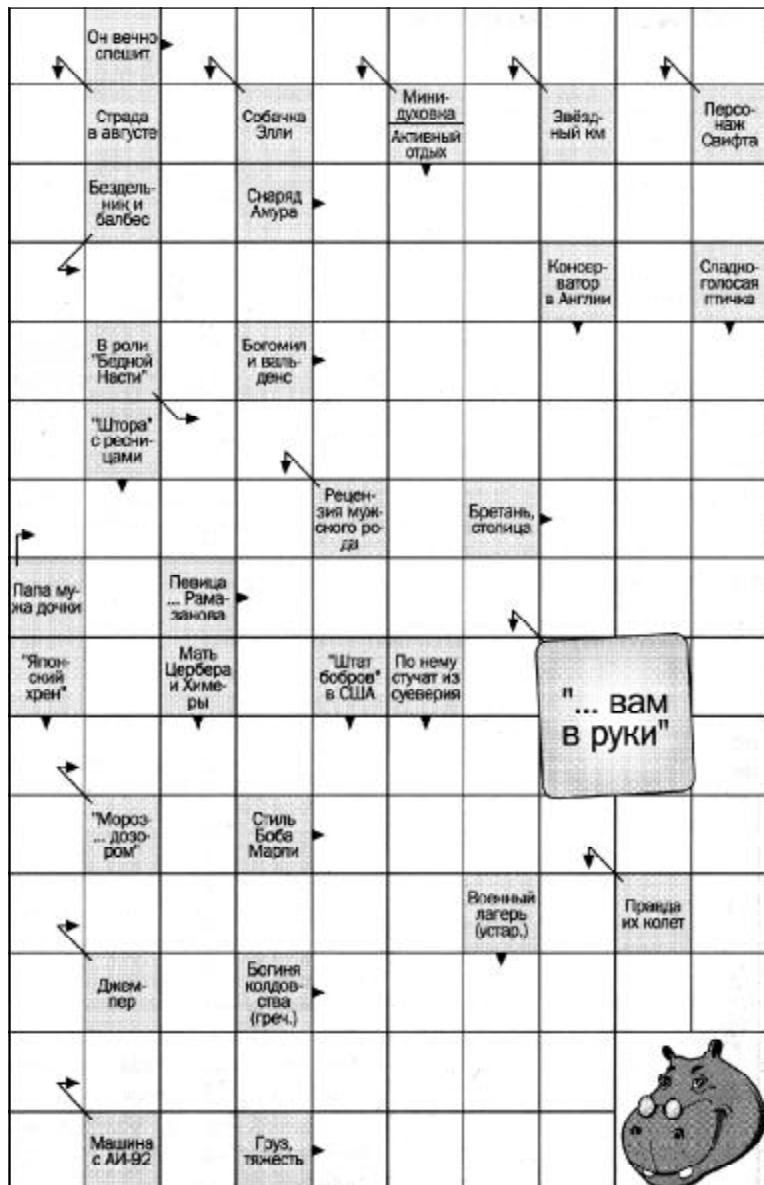 Он вечно
спешит
Страда
в августе
Собачка
Элли
Мини-
духовка
Активный
отдых
Звёзд-
ный км
Персо-
наж
Свифта
Бездель-
ник и
балбес
Снаряд
Амура
Консер-
ватор
в Англии
Сладко-
голосая
птичка
В роли
"Бедной
Насти"
Богомил
и валь-
денс
"Штора"
с ресни-
цами
Рецен-
зия муж-
ского ро-
да
Бретань,
столица
Папа му-
жа дочки
Певица
... Рама-
занова
"Япон-
ский
хрен"
Мать
Цербера
и Химе-
ры
"Штат
бобров"
в США
По нему
стучат из
суеверия
"... вам
в руки"
"Мороз-
... дозо-
ром"
Стиль
Боба
Марли
Военный
лагерь
(устар.)
Правда
их колет
Джем-
пер
Богиня
колдов-
ства
(греч.)
Машина
с АИ-92
Груз,
тяжесть